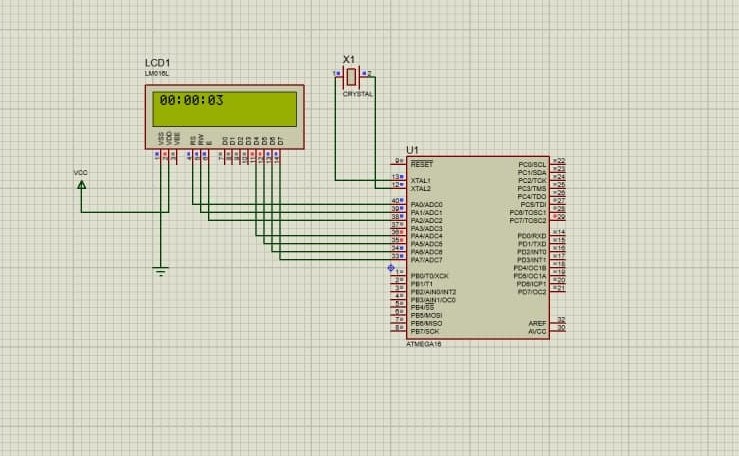 LCD1
LM016L
00:00:03
VSS
VDD
VEE
RS
RW
E
D0
D1
D2
D3
D4
D5
D6
D7
1
2
3
4
5
6
7
8
9
10
11
12
13
14
VCC
X1
1
2
CRYSTAL
U1
9 RESET
13 XTAL1
12 XTAL2
40 PA0/ADC0
39 PA1/ADC1
38 PA2/ADC2
37 PA3/ADC3
36 PA4/ADC4
35 PA5/ADC5
34 PA6/ADC6
33 PA7/ADC7
1 PB0/T0/XCK
2 PB1/T1
3 PB2/AIN0/INT2
4 PB3/AIN1/OC0
5 PB4/SS
6 PB5/MOSI
7 PB6/MISO
8 PB7/SCK
PC0/SCL 22
PC1/SDA 23
PC2/TCK 24
PC3/TMS 25
PC4/TDO 26
PC5/TDI 27
PC6/TOSC1 28
PC7/TOSC2 29
PD0/RXD 14
PD1/TXD 15
PD2/INT0 16
PD3/INT1 17
PD4/OC1B 18
PD5/OC1A 19
PD6/ICP1 20
PD7/OC2 21
AREF 32
AVCC 30
ATMEGA16